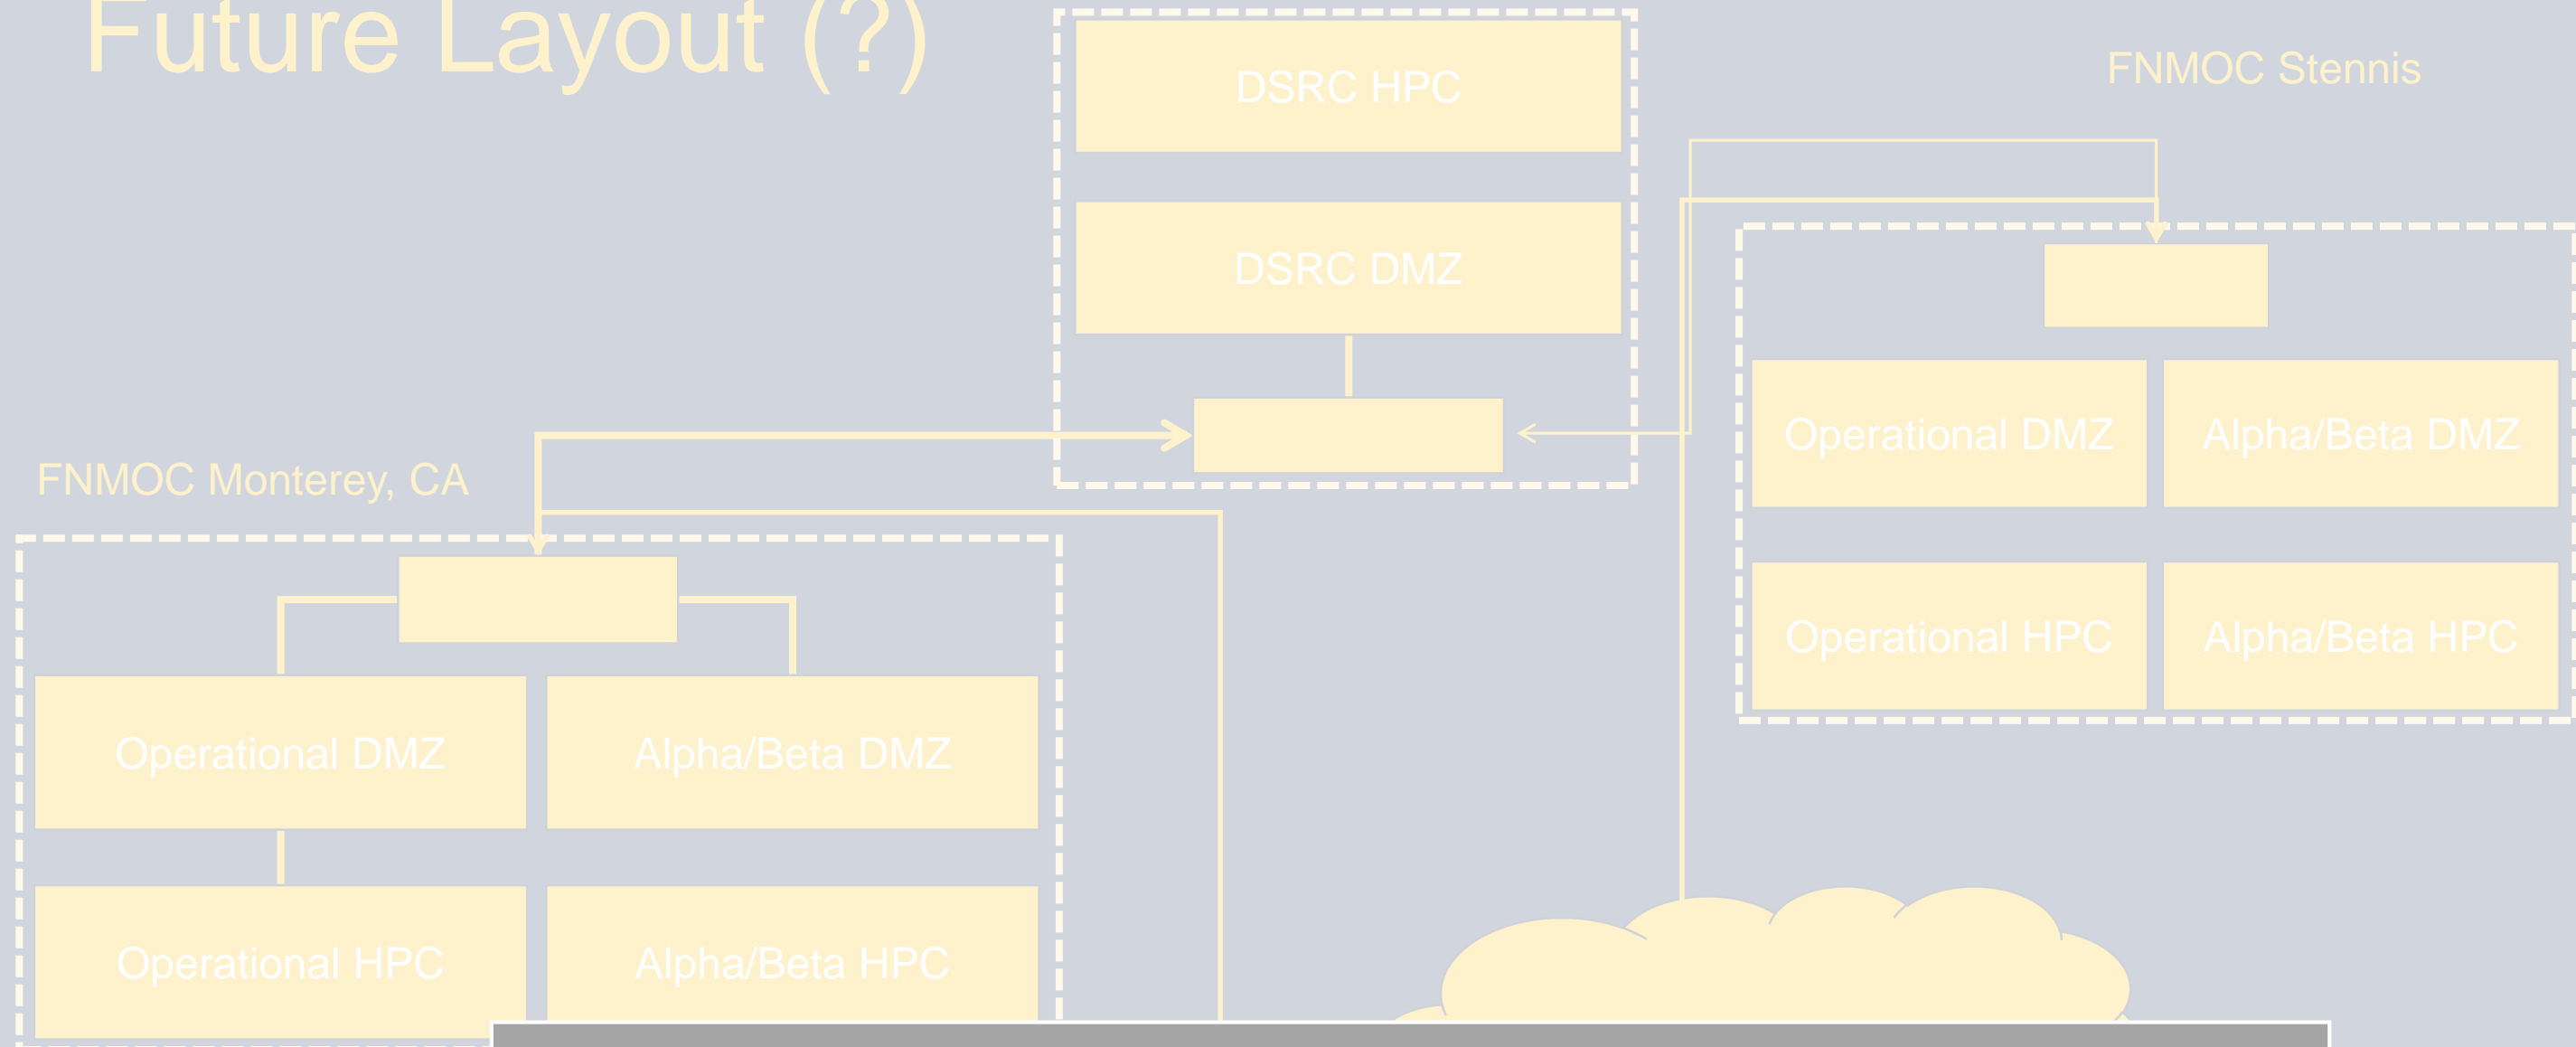 Future Layout (?)
DSRC HPC
FNMOC Stennis
DSRC DMZ
Operational DMZ
Alpha/Beta DMZ
FNMOC Monterey, CA
Operational HPC
Alpha/Beta HPC
Operational DMZ
Alpha/Beta DMZ
Operational HPC
Alpha/Beta HPC